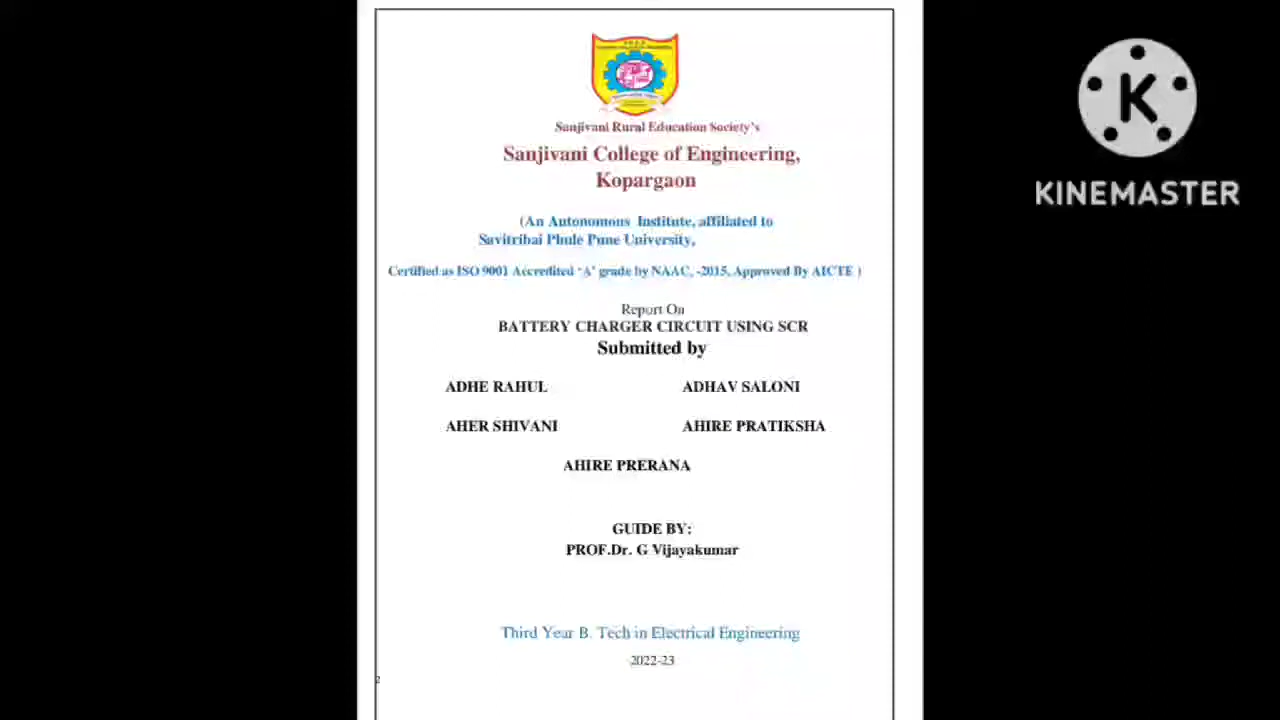 Sanjivani Rural Education Society's
Sanjivani College of Engineering,
Kopargaon
(An Autonomous Institute, affiliated to
Savitribai Phule Pune University,
Certified as ISO 9001 Accredited 'A' grade by NAAC, -2015, Approved By AICTE )
Report On
BATTERY CHARGER CIRCUIT USING SCR
Submitted by
ADHE RAHUL ADHAV SALONI
AHER SHIVANI AHIRE PRATIKSHA
AHIRE PRERANA
GUIDE BY:
PROF.Dr. G Vijayakumar
Third Year B. Tech in Electrical Engineering
2022-23
2
K
KINEMASTER